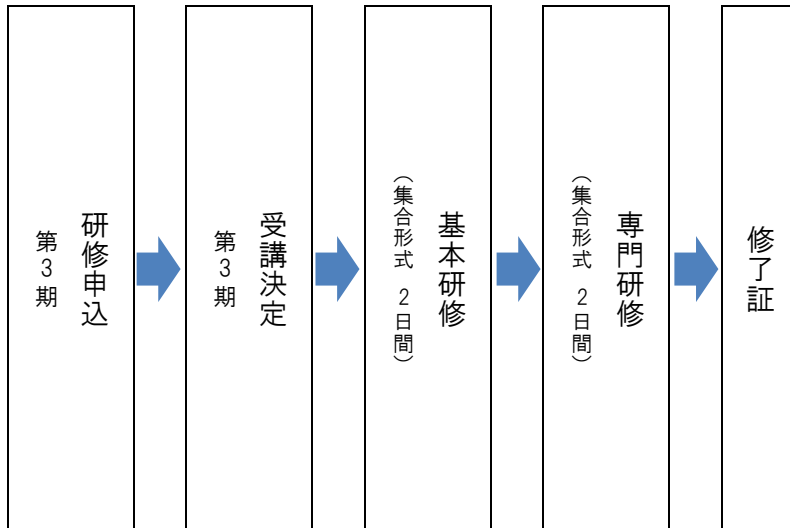 研修申込
第3期
受講決定
第3期
基本研修
（集合形式 2日間）
専門研修
（集合形式 2日間）
修了証